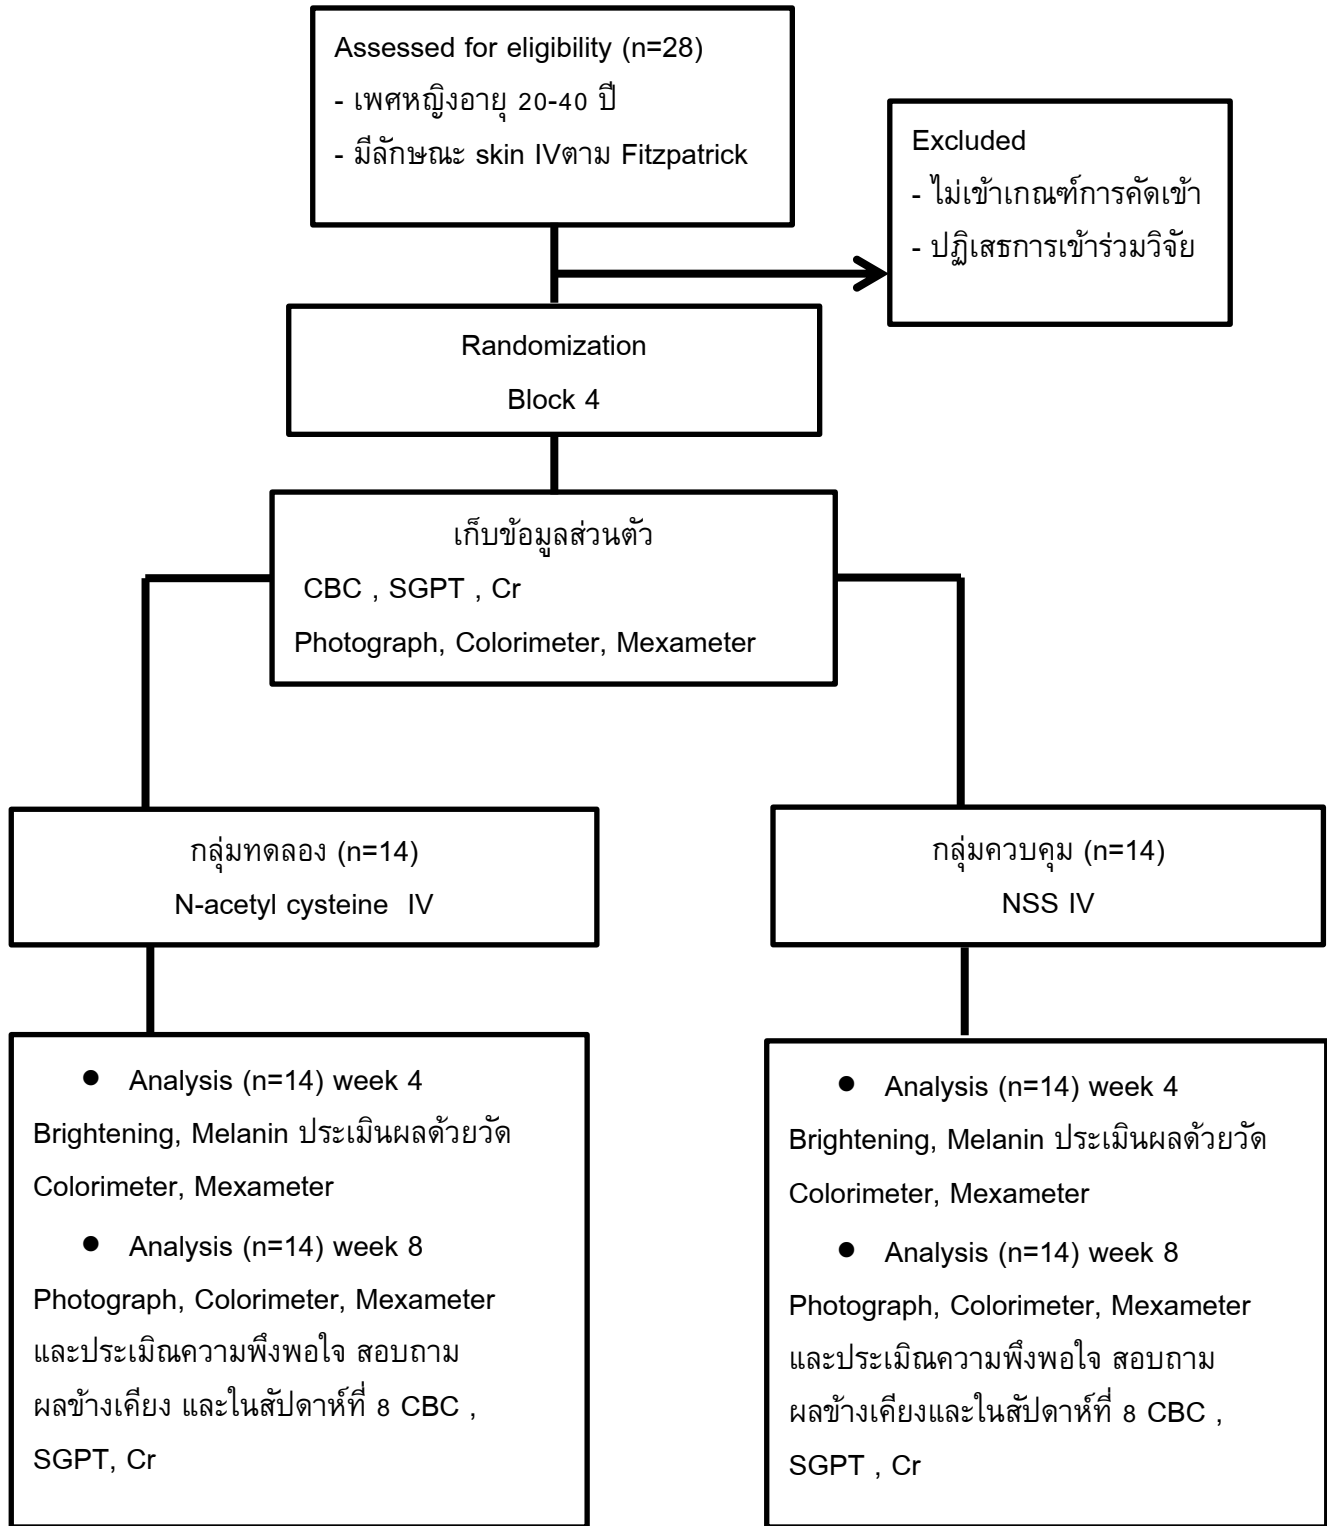 Assessed for eligibility (n=28)
- เพศหญิงอายุ 20-40 ปี
- มีลักษณะ skin IVตาม Fitzpatrick
Excluded
- ไม่เข้าเกณฑ์การคัดเข้า
- ปฏิเสธการเข้าร่วมวิจัย
Randomization
Block 4
เก็บข้อมูลส่วนตัว
CBC , SGPT , Cr
Photograph, Colorimeter, Mexameter
กลุ่มทดลอง (n=14)
N-acetyl cysteine IV
กลุ่มควบคุม (n=14)
NSS IV
● Analysis (n=14) week 4
Brightening, Melanin ประเมินผลด้วยวัด
Colorimeter, Mexameter
● Analysis (n=14) week 8
Photograph, Colorimeter, Mexameter
และประเมิณความพึงพอใจ สอบถาม
ผลข้างเคียง และในสัปดาห์ที่ 8 CBC ,
SGPT, Cr
● Analysis (n=14) week 4
Brightening, Melanin ประเมินผลด้วยวัด
Colorimeter, Mexameter
● Analysis (n=14) week 8
Photograph, Colorimeter, Mexameter
และประเมิณความพึงพอใจ สอบถาม
ผลข้างเคียงและในสัปดาห์ที่ 8 CBC ,
SGPT , Cr